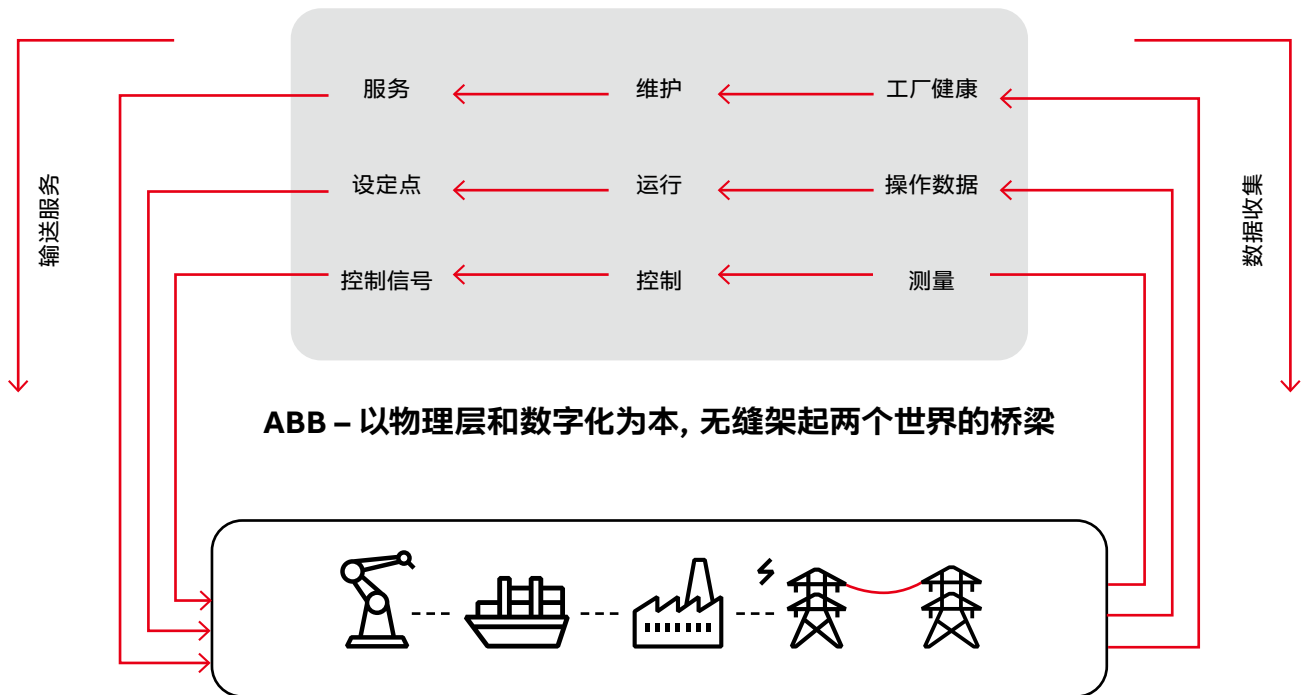 服务 维护 工厂健康
设定点 运行 操作数据
控制信号 控制 测量
输送服务
数据收集
ABB – 以物理层和数字化为本, 无缝架起两个世界的桥梁